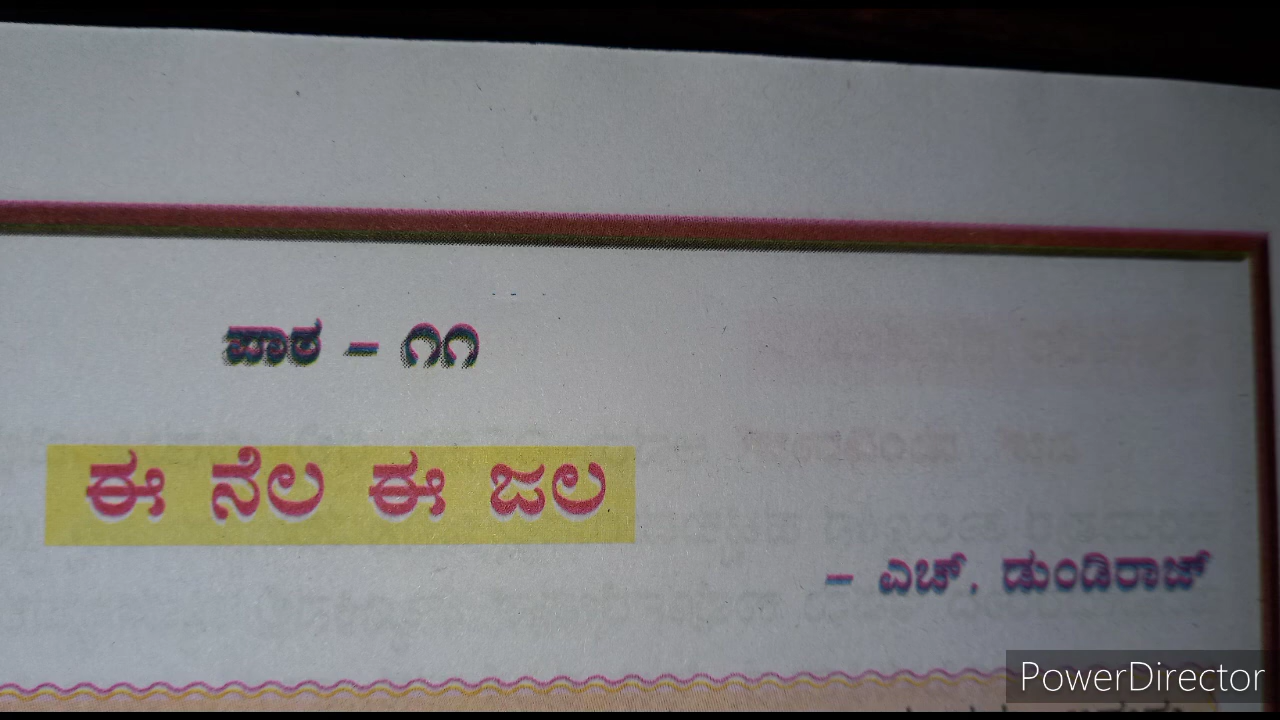 ಪಾಠ - ೧೧
ಈ ನೆಲ ಈ ಜಲ
- ಎಚ್. ಡುಂಡಿರಾಜ್
PowerDirector